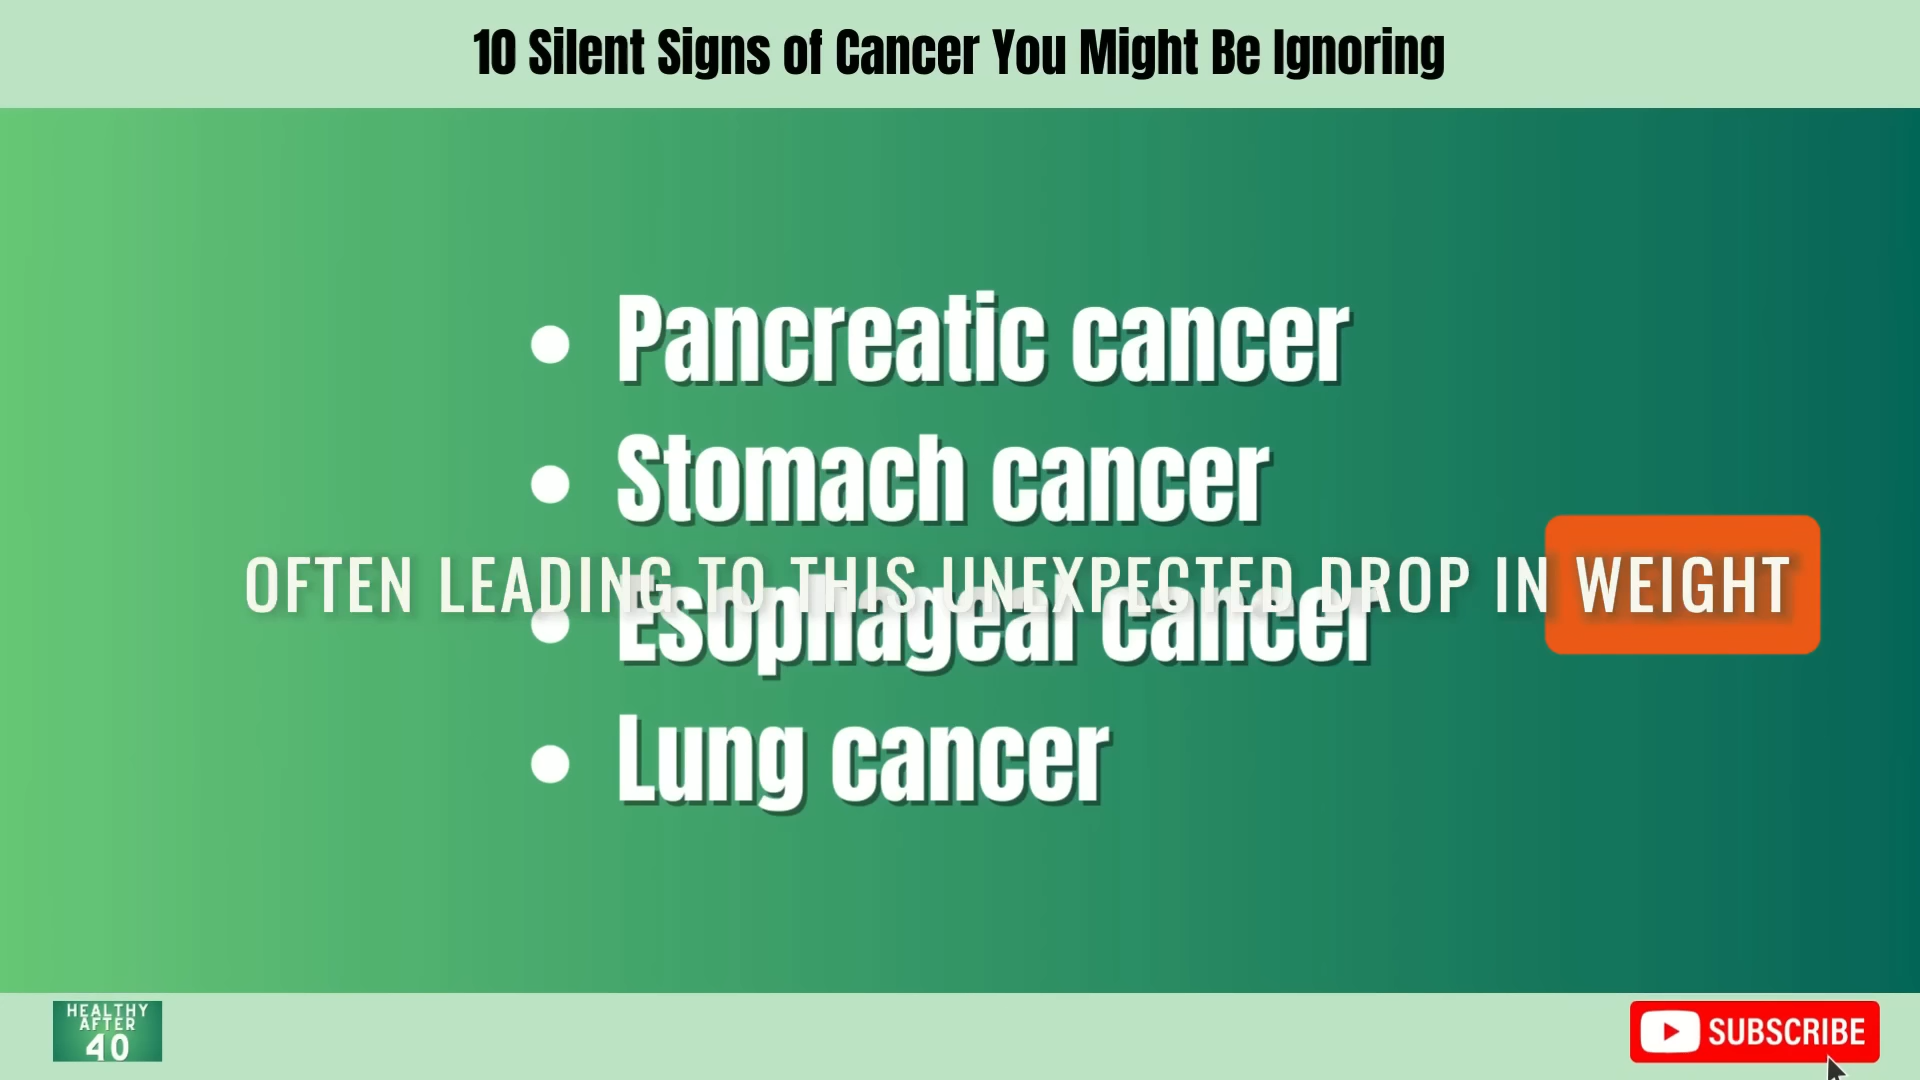 10 Silent Signs of Cancer You Might Be Ignoring
Pancreatic cancer
Stomach cancer
OFTEN LEADING TO THIS UNEXPECTED DROP IN WEIGHT
Esophageal cancer
Lung cancer
HEALTHY
AFTER
40
SUBSCRIBE